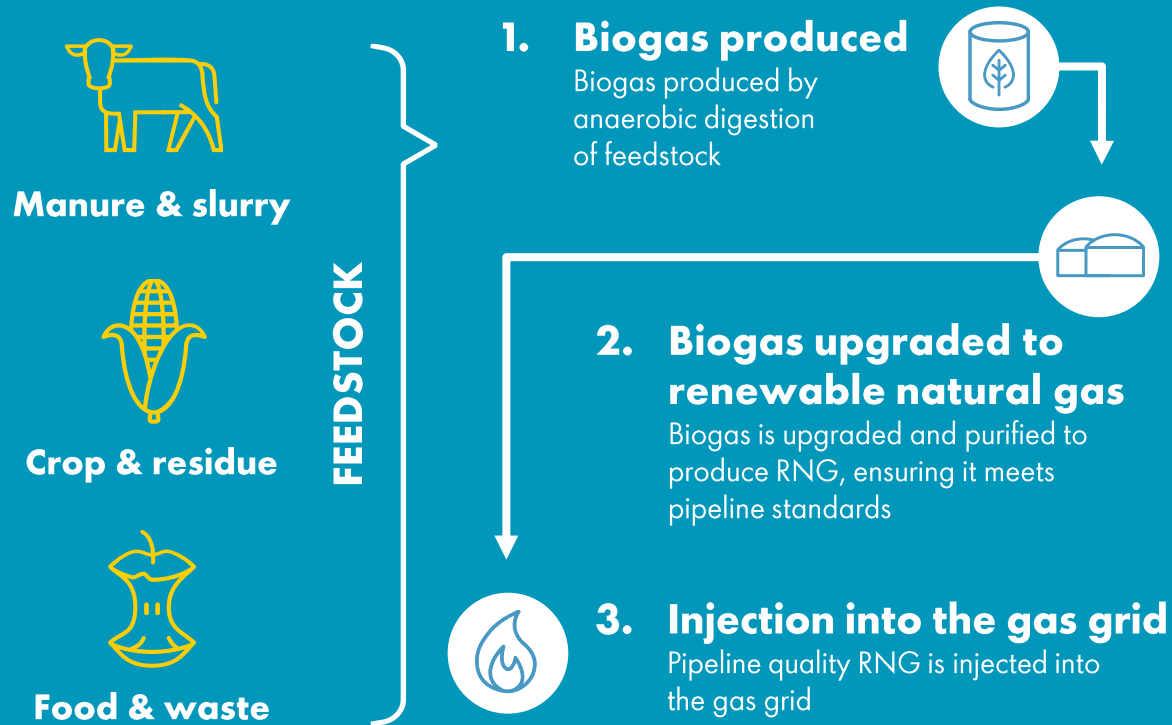 Manure & slurry
Crop & residue
Food & waste
FEEDSTOCK
1. Biogas produced
Biogas produced by
anaerobic digestion
of feedstock
2. Biogas upgraded to
renewable natural gas
Biogas is upgraded and purified to
produce RNG, ensuring it meets
pipeline standards
3. Injection into the gas grid
Pipeline quality RNG is injected into
the gas grid